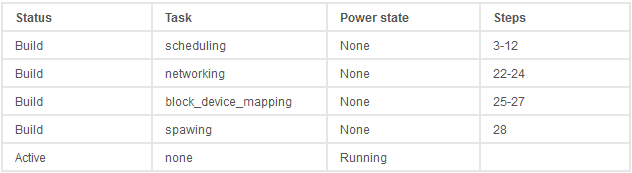 Status Task Power state Steps
Build scheduling None 3-12
Build networking None 22-24
Build block_device_mapping None 25-27
Build spawing None 28
Active none Running